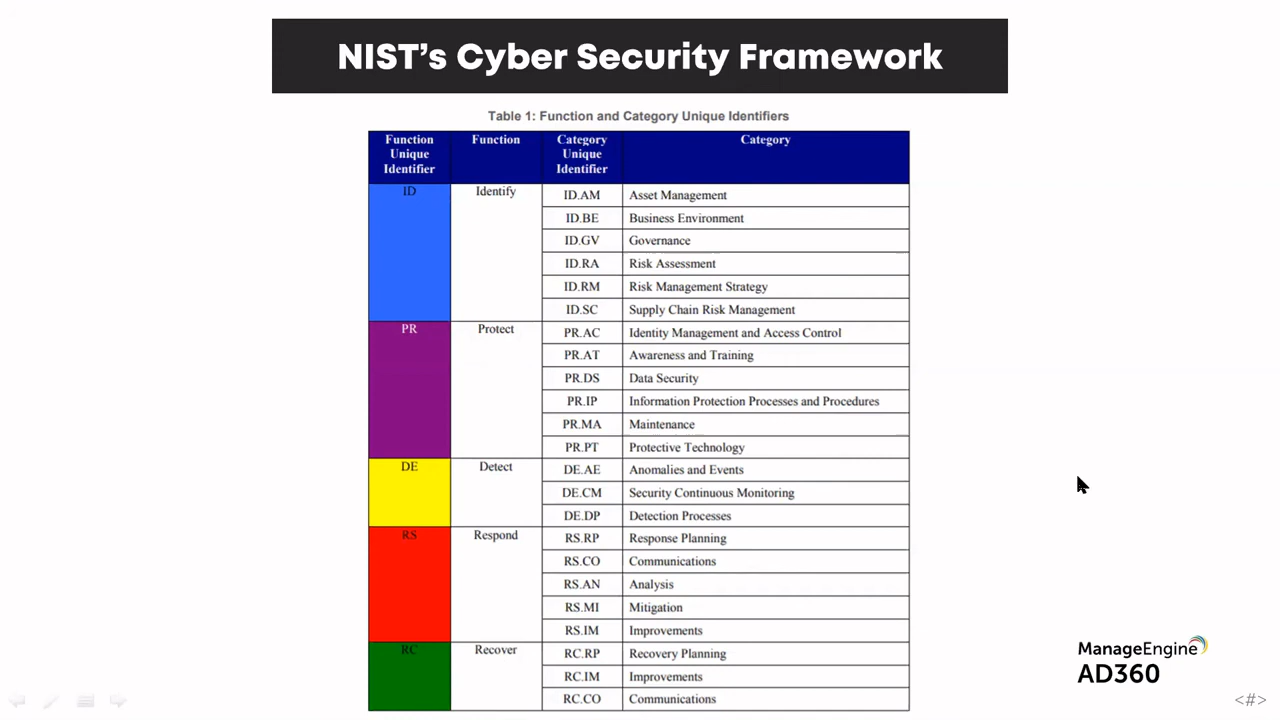 NIST’s Cyber Security Framework
Table 1: Function and Category Unique Identifiers
Function Unique Identifier Function Category Unique Identifier Category
ID Identify ID.AM Asset Management
ID.BE Business Environment
ID.GV Governance
ID.RA Risk Assessment
ID.RM Risk Management Strategy
ID.SC Supply Chain Risk Management
PR Protect PR.AC Identity Management and Access Control
PR.AT Awareness and Training
PR.DS Data Security
PR.IP Information Protection Processes and Procedures
PR.MA Maintenance
PR.PT Protective Technology
DE Detect DE.AE Anomalies and Events
DE.CM Security Continuous Monitoring
DE.DP Detection Processes
RS Respond RS.RP Response Planning
RS.CO Communications
RS.AN Analysis
RS.MI Mitigation
RS.IM Improvements
RC Recover RC.RP Recovery Planning
RC.IM Improvements
RC.CO Communications
ManageEngine
AD360
<#>